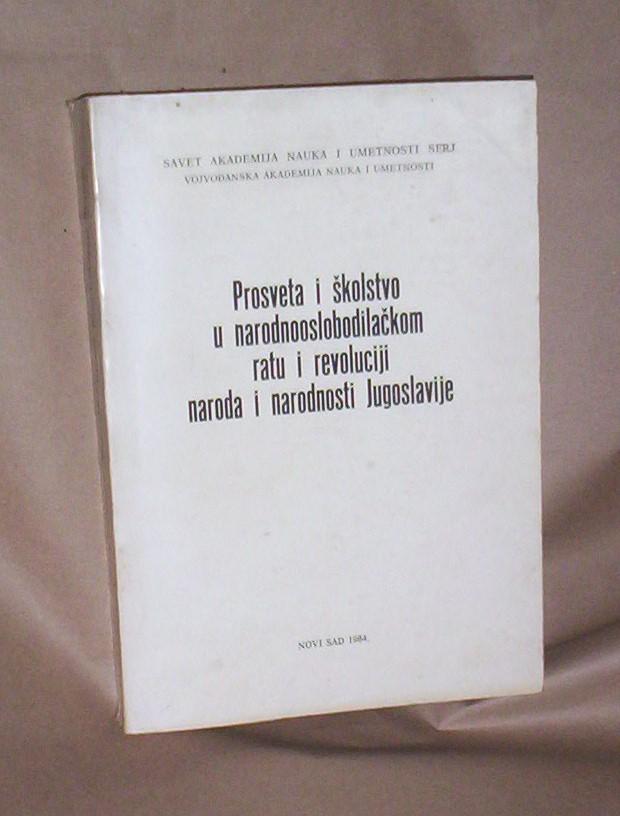 SAVET AKADEMIJA NAUKA I UMETNOSTI SFRJ
VOJVOĐANSKA AKADEMIJA NAUKA I UMETNOSTI
Prosveta i školstvo
u narodnooslobodilačkom
ratu i revoluciji
naroda i narodnosti Jugoslavije
NOVI SAD 1984.